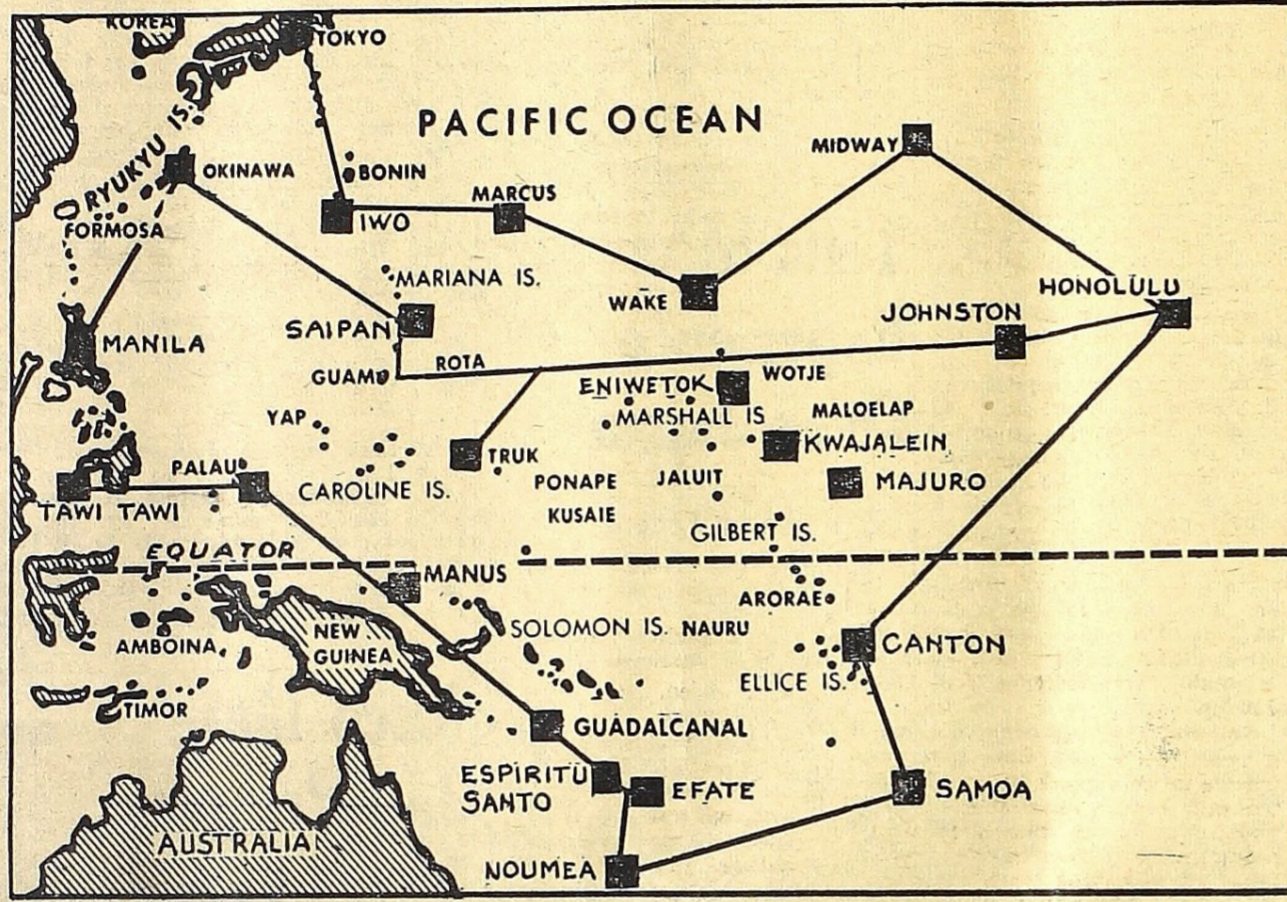 KOREA
TOKYO
PACIFIC OCEAN
MIDWAY
RYUKYU IS.
OKINAWA
BONIN
MARCUS
IWO
FORMOSA
MARIANA IS.
HONOLULU
WAKE
JOHNSTON
SAIPAN
MANILA
ROTA
GUAM
ENIWETOK
WOTJE
YAP
MARSHALL IS
MALOELAP
KWAJALEIN
TRUK
PALAU
PONAPE
JALUIT
MAJURO
CAROLINE IS.
TAWI TAWI
KUSAIE
GILBERT IS.
EQUATOR
MANUS
ARORAE
NEW
GUINEA
SOLOMON IS.
NAURU
AMBOINA
CANTON
ELLICE IS.
TIMOR
GUADALCANAL
ESPIRITU
SANTO
EFATE
SAMOA
AUSTRALIA
NOUMEA